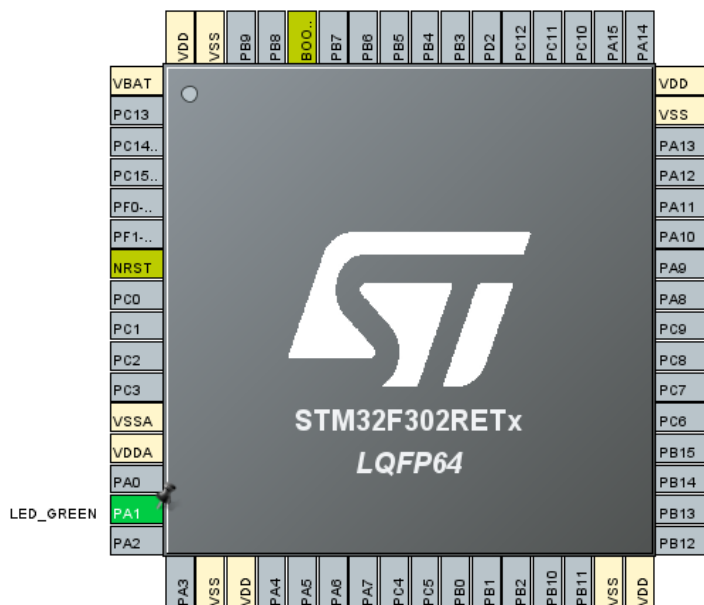 VDD
VSS
PB9
PB8
BOO..
PB7
PB6
PB5
PB4
PB3
PD2
PC12
PC11
PC10
PA15
PA14
VBAT
PC13
PC14..
PC15..
PF0-..
PF1-..
NRST
PC0
PC1
PC2
PC3
VSSA
VDDA
PA0
LED_GREEN PA1
PA2
STM32F302RETx
LQFP64
VDD
VSS
PA13
PA12
PA11
PA10
PA9
PA8
PC9
PC8
PC7
PC6
PB15
PB14
PB13
PB12
PA3
VSS
VDD
PA4
PA5
PA6
PA7
PC4
PC5
PB0
PB1
PB2
PB10
PB11
VSS
VDD